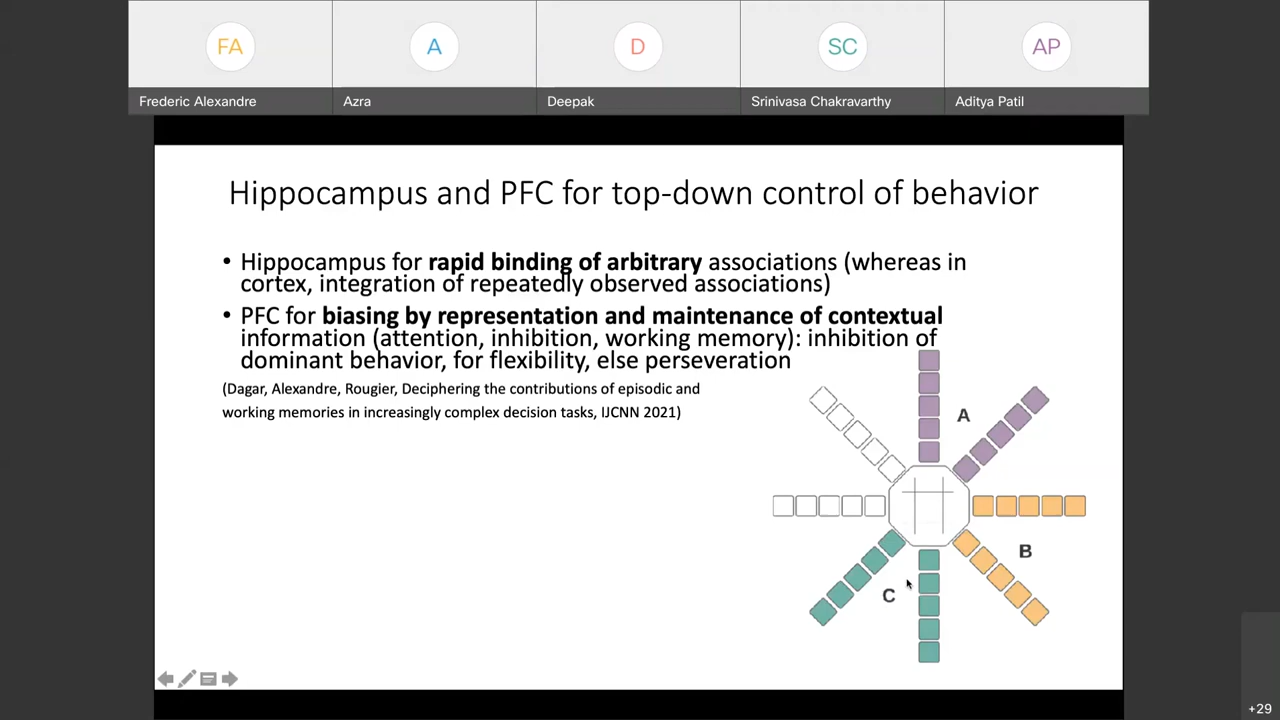 FA
A
D
SC
AP
Frederic Alexandre
Azra
Deepak
Srinivasa Chakravarthy
Aditya Patil
Hippocampus and PFC for top-down control of behavior
• Hippocampus for rapid binding of arbitrary associations (whereas in
cortex, integration of repeatedly observed associations)
• PFC for biasing by representation and maintenance of contextual
information (attention, inhibition, working memory): inhibition of
dominant behavior, for flexibility, else perseveration
(Dagar, Alexandre, Rougier, Deciphering the contributions of episodic and
working memories in increasingly complex decision tasks, IJCNN 2021)
A
B
C
+29